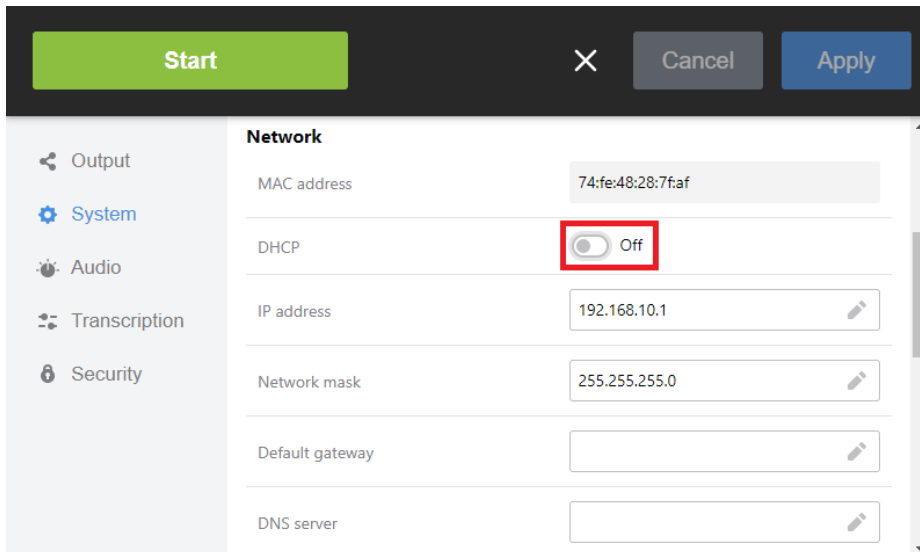 Start
Cancel
Apply
Output
System
Audio
Transcription
Security
Network
MAC address
74:fe:48:28:7f:af
DHCP
Off
IP address
192.168.10.1
Network mask
255.255.255.0
Default gateway
DNS server